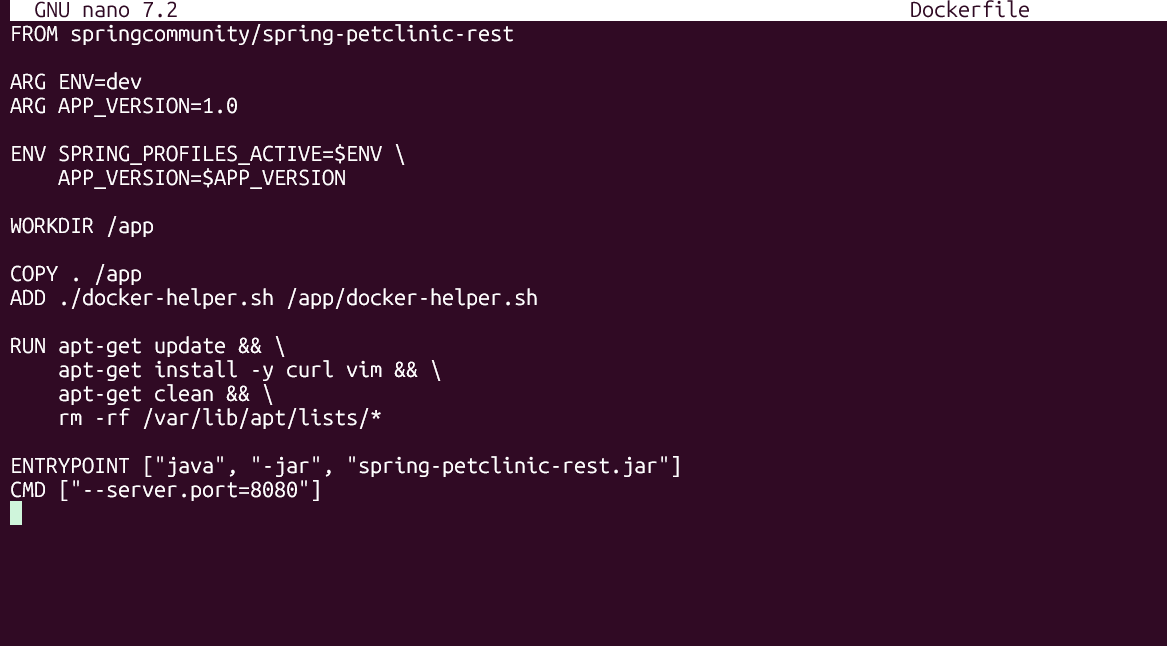 GNU nano 7.2 Dockerfile
FROM springcommunity/spring-petclinic-rest
ARG ENV=dev
ARG APP_VERSION=1.0
ENV SPRING_PROFILES_ACTIVE=$ENV \
    APP_VERSION=$APP_VERSION
WORKDIR /app
COPY . /app
ADD ./docker-helper.sh /app/docker-helper.sh
RUN apt-get update && \
    apt-get install -y curl vim && \
    apt-get clean && \
    rm -rf /var/lib/apt/lists/*
ENTRYPOINT ["java", "-jar", "spring-petclinic-rest.jar"]
CMD ["--server.port=8080"]